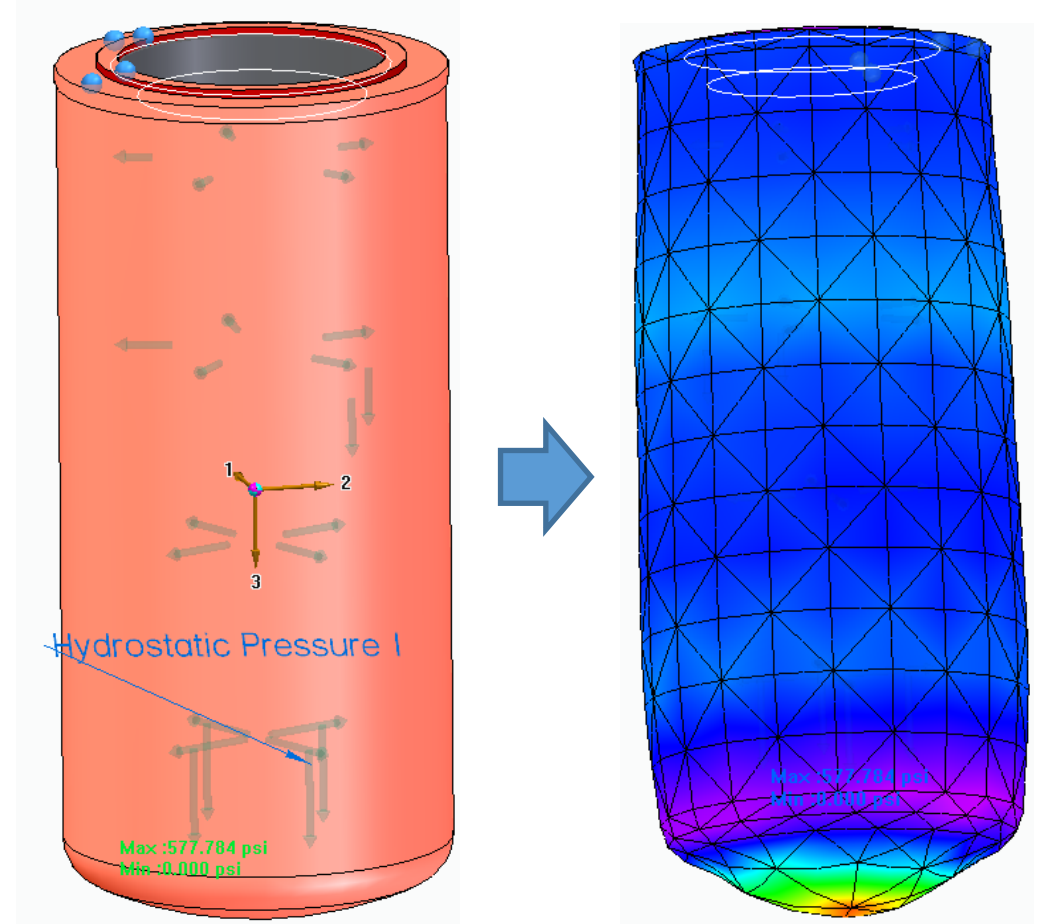 1
2
3
Hydrostatic Pressure 1
Max :577.784 psi
Min :0.000 psi
Max :577.784 psi
Min :0.000 psi